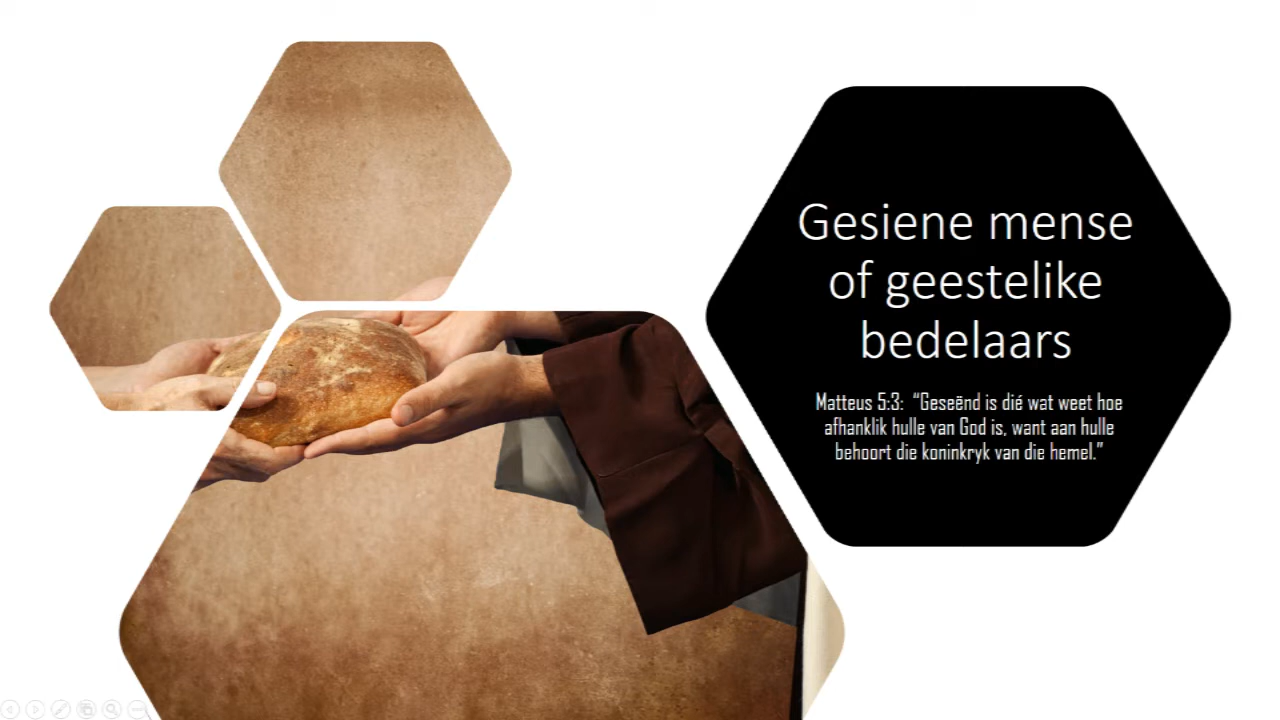 Gesiene mense
of geestelike
bedelaars
Matteus 5:3:  “Geseënd is dié wat weet hoe
afhanklik hulle van God is, want aan hulle
behoort die koninkryk van die hemel.”